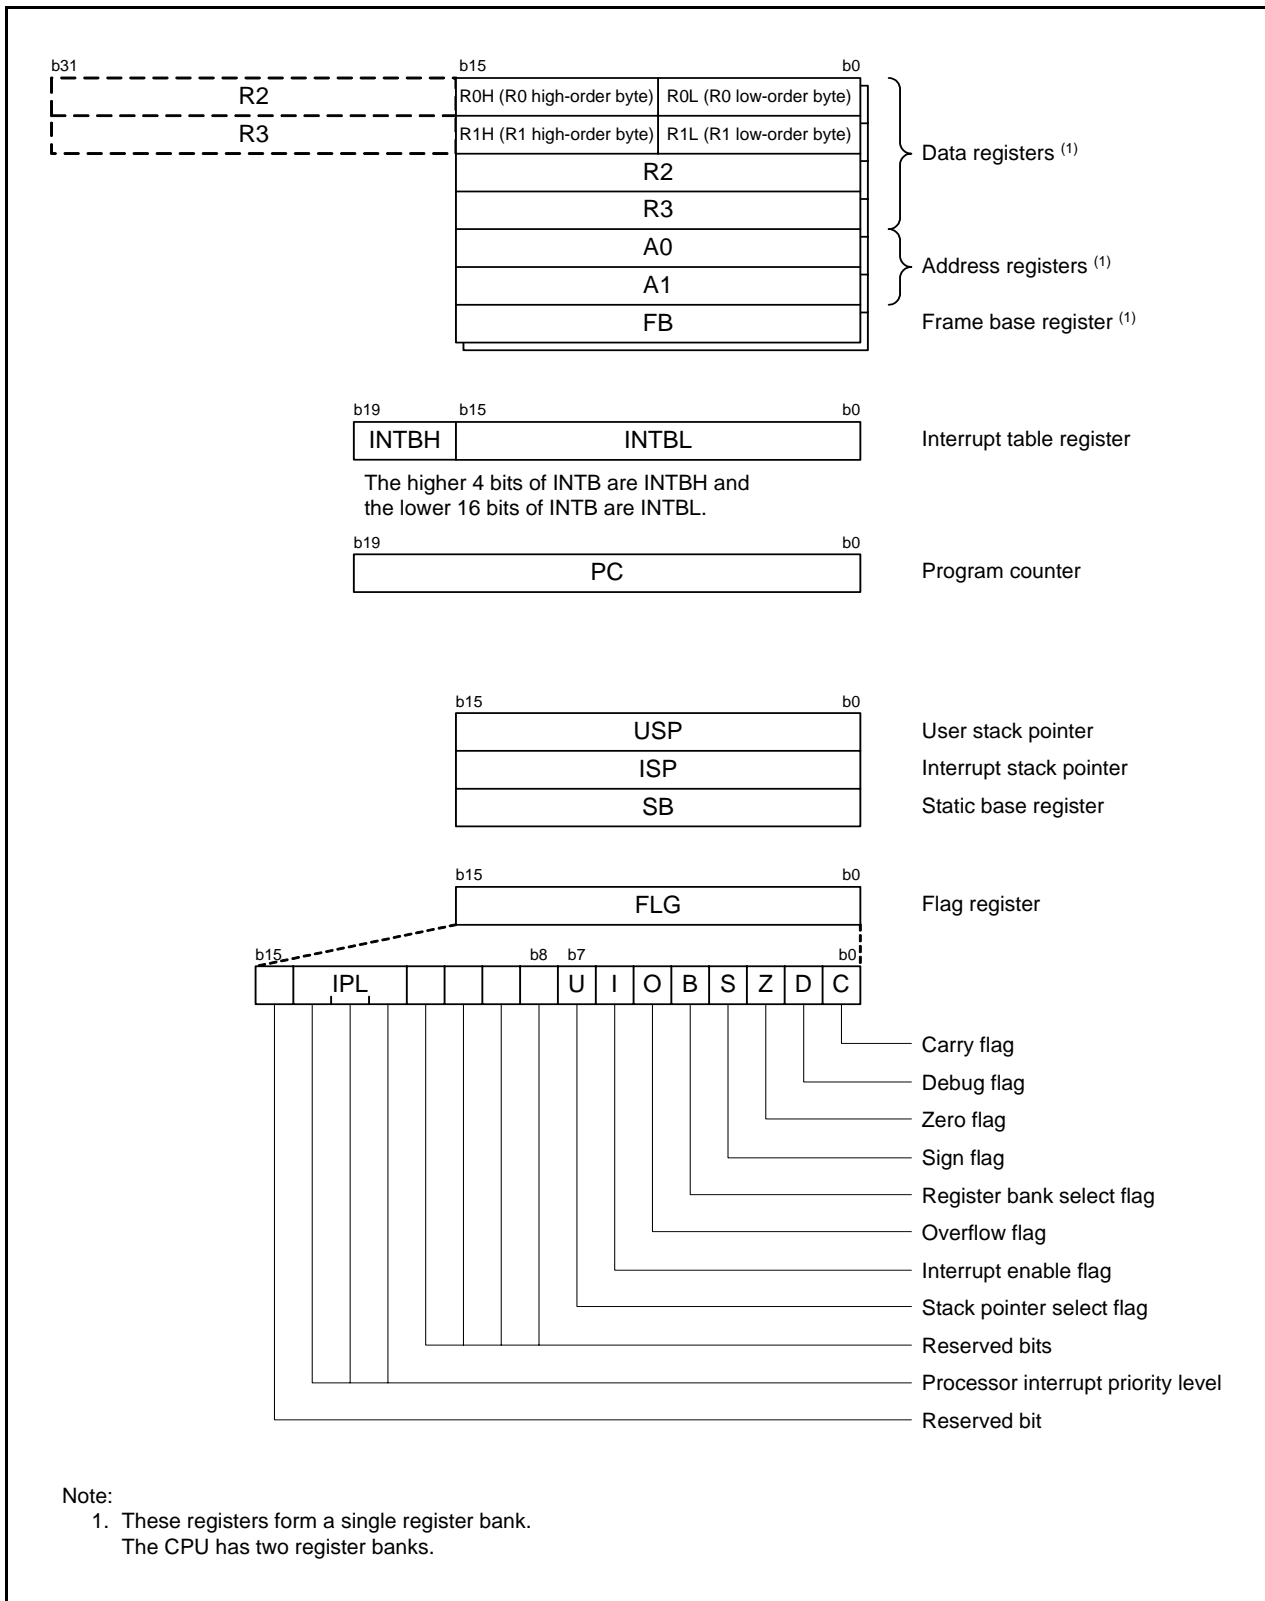 b31 b15 b0
R2 R0H (R0 high-order byte) R0L (R0 low-order byte)
R3 R1H (R1 high-order byte) R1L (R1 low-order byte)
Data registers (1)
R2
R3
A0
Address registers (1)
A1
FB Frame base register (1)
b19 b15 b0
INTBH INTBL Interrupt table register
The higher 4 bits of INTB are INTBH and
the lower 16 bits of INTB are INTBL.
b19 b0
PC Program counter
b15 b0
USP User stack pointer
ISP Interrupt stack pointer
SB Static base register
b15 b0
FLG Flag register
b15 b8 b7 b0
IPL U I O B S Z D C
Carry flag
Debug flag
Zero flag
Sign flag
Register bank select flag
Overflow flag
Interrupt enable flag
Stack pointer select flag
Reserved bits
Processor interrupt priority level
Reserved bit
Note:
1. These registers form a single register bank.
The CPU has two register banks.